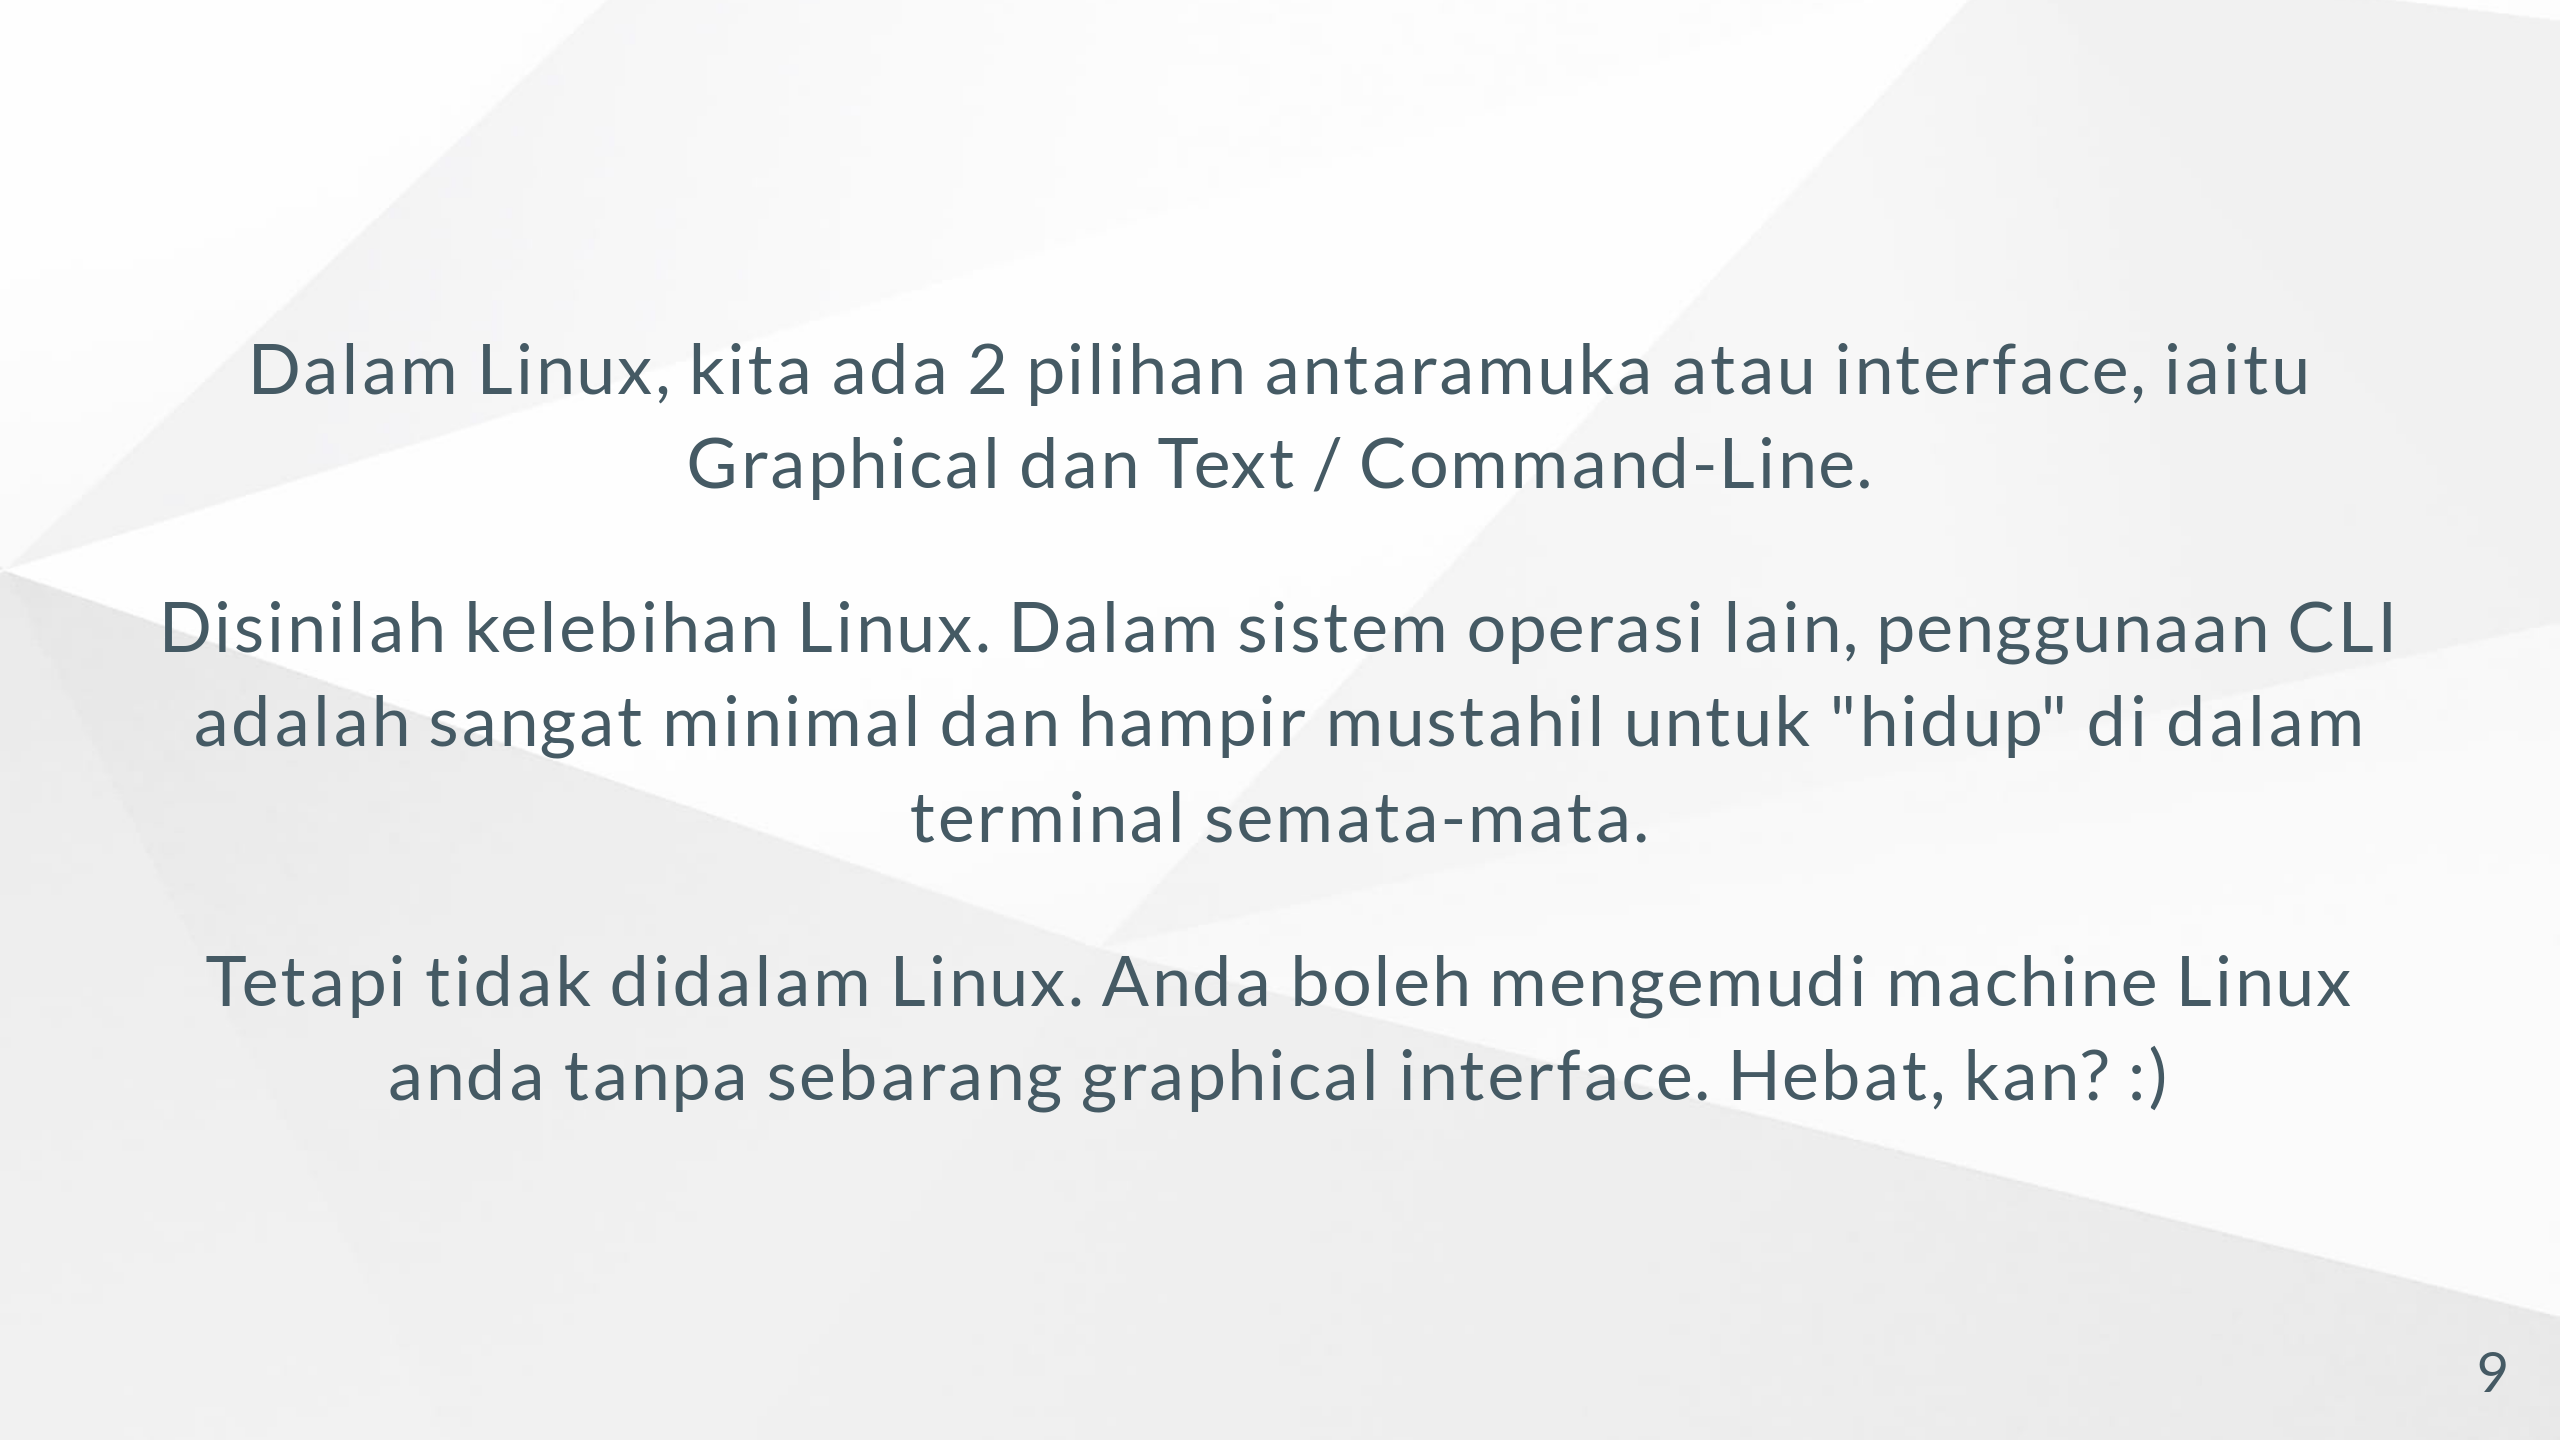 Dalam Linux, kita ada 2 pilihan antaramuka atau interface, iaitu
Graphical dan Text / Command-Line.
Disinilah kelebihan Linux. Dalam sistem operasi lain, penggunaan CLI
adalah sangat minimal dan hampir mustahil untuk "hidup" di dalam
terminal semata-mata.
Tetapi tidak didalam Linux. Anda boleh mengemudi machine Linux
anda tanpa sebarang graphical interface. Hebat, kan? :)
9